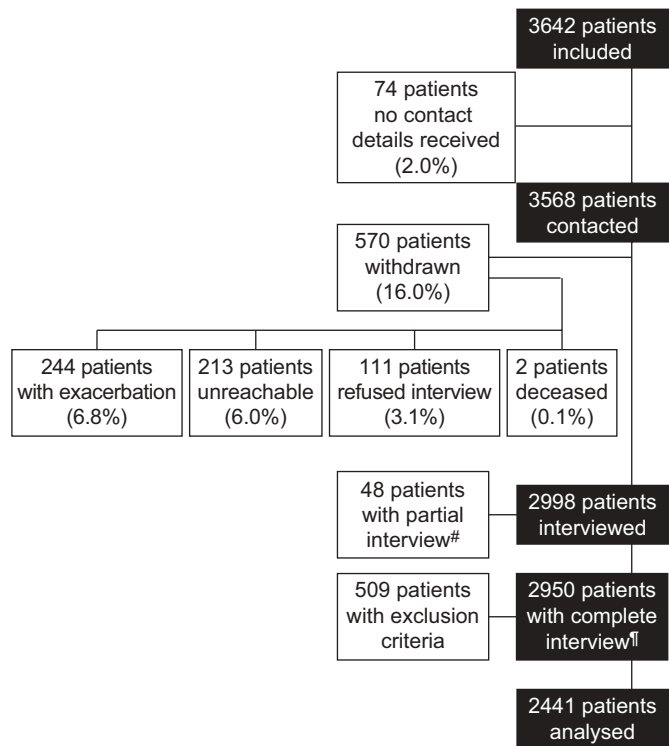 3642 patients
included
74 patients
no contact
details received
(2.0%)
3568 patients
contacted
570 patients
withdrawn
(16.0%)
244 patients
with exacerbation
(6.8%)
213 patients
unreachable
(6.0%)
111 patients
refused interview
(3.1%)
2 patients
deceased
(0.1%)
48 patients
with partial
interview#
2998 patients
interviewed
509 patients
with exclusion
criteria
2950 patients
with complete
interview¶
2441 patients
analysed